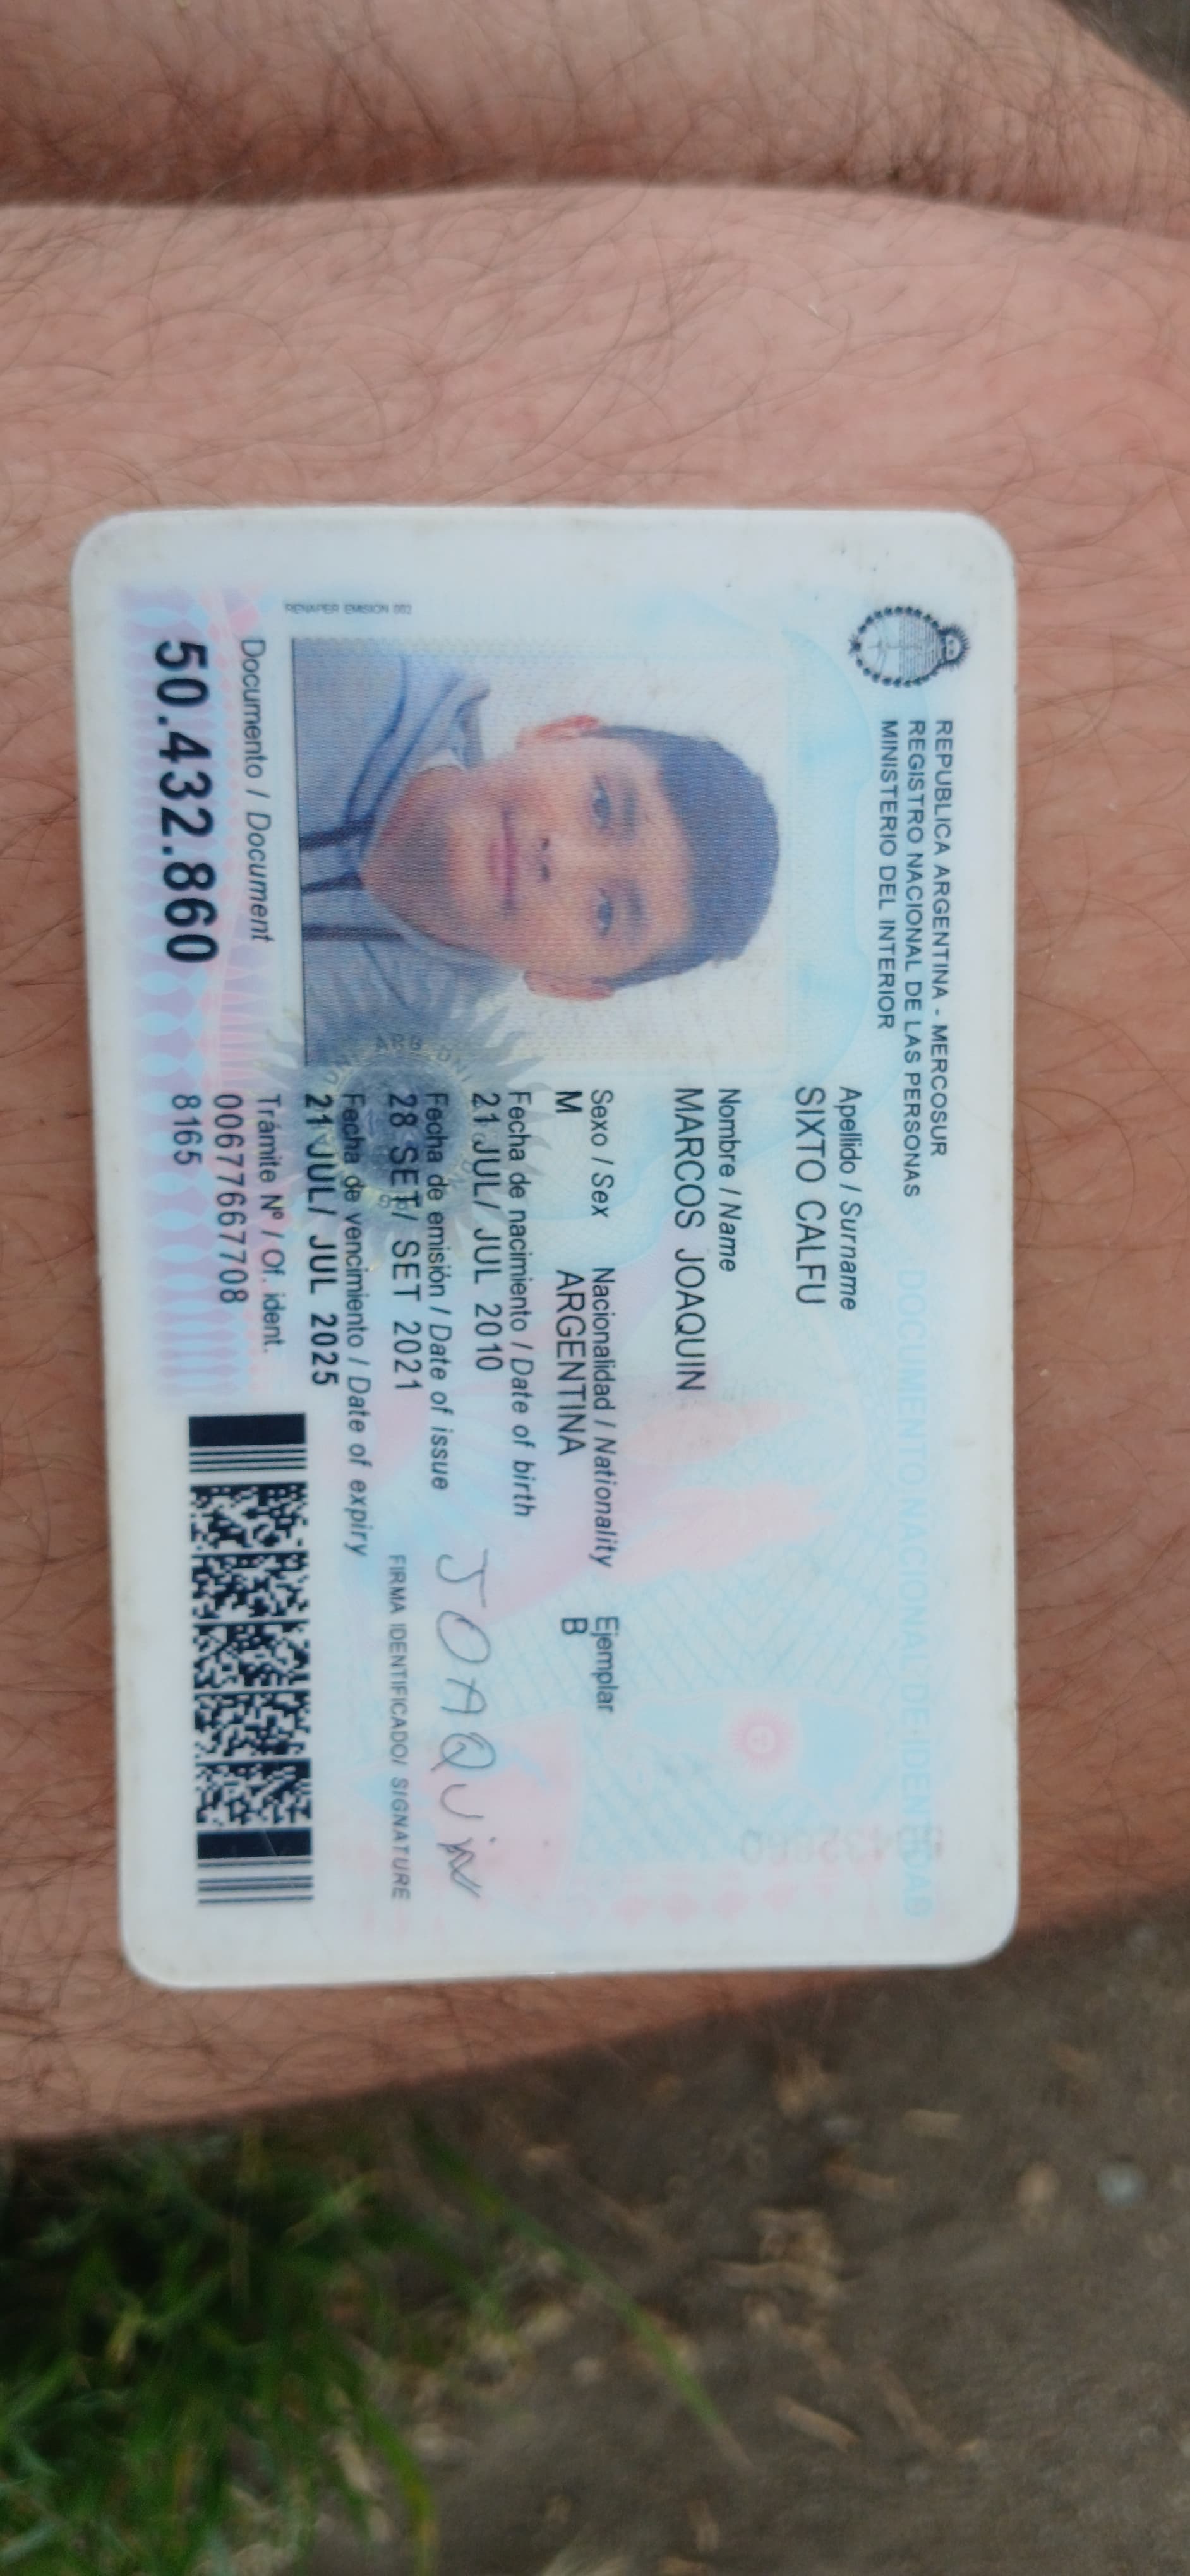 REPUBLICA ARGENTINA - MERCOSUR
REGISTRO NACIONAL DE LAS PERSONAS
MINISTERIO DEL INTERIOR
DOCUMENTO NACIONAL DE IDENTIDAD
Apellido / Surname
SIXTO CALFU
Nombre / Name
MARCOS JOAQUIN
Sexo / Sex Nacionalidad / Nationality Ejemplar
M ARGENTINA B
Fecha de nacimiento / Date of birth
21 JUL/ JUL 2010
Fecha de emisión / Date of issue
28 SET/ SET 2021
Fecha de vencimiento / Date of expiry
21 JUL/ JUL 2025
JOAQUIN
FIRMA IDENTIFICADO/ SIGNATURE
RENAPER EMISION 002
Documento / Document
50.432.860
Trámite Nº / Of. ident.
00677667708
8165